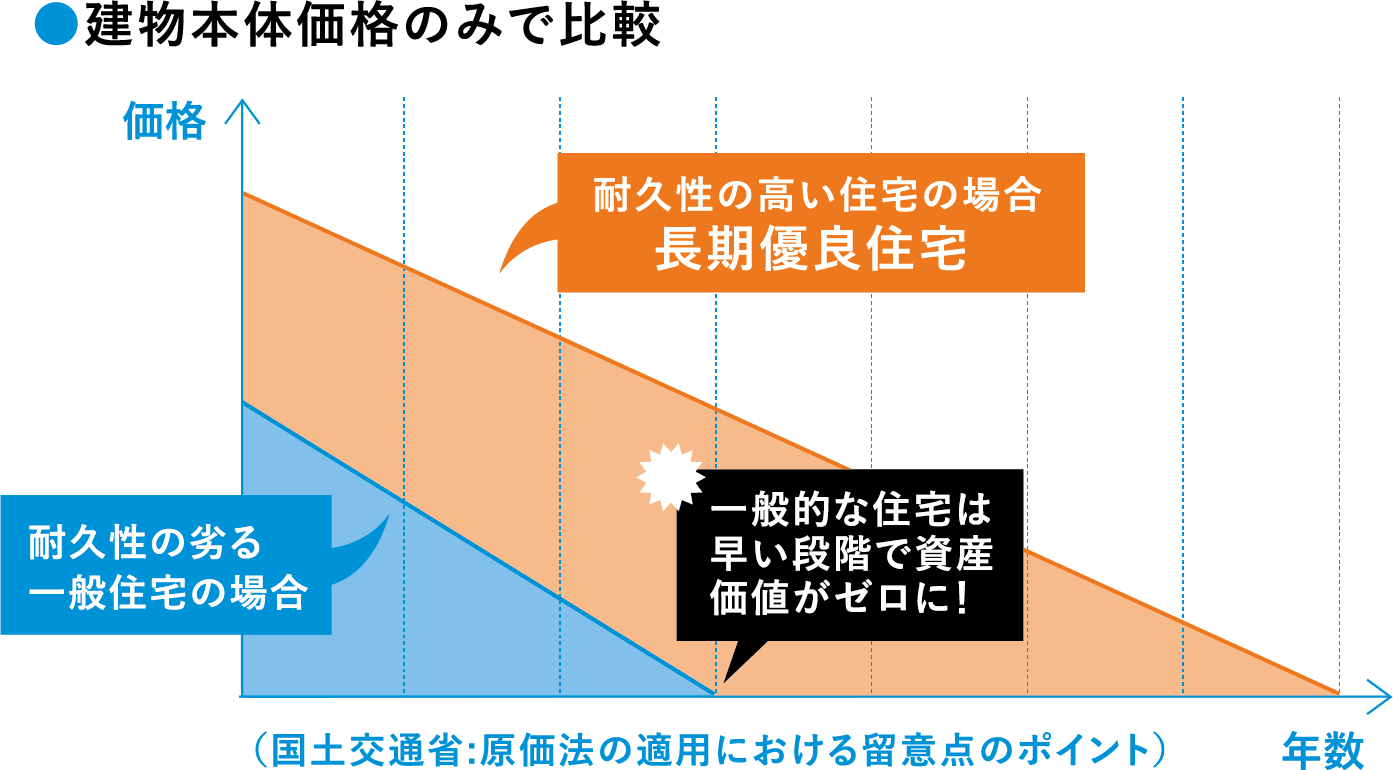 ●建物本体価格のみで比較
価格
耐久性の高い住宅の場合
長期優良住宅
一般的な住宅は
早い段階で資産
価値がゼロに!
耐久性の劣る
一般住宅の場合
(国土交通省:原価法の適用における留意点のポイント)
年数